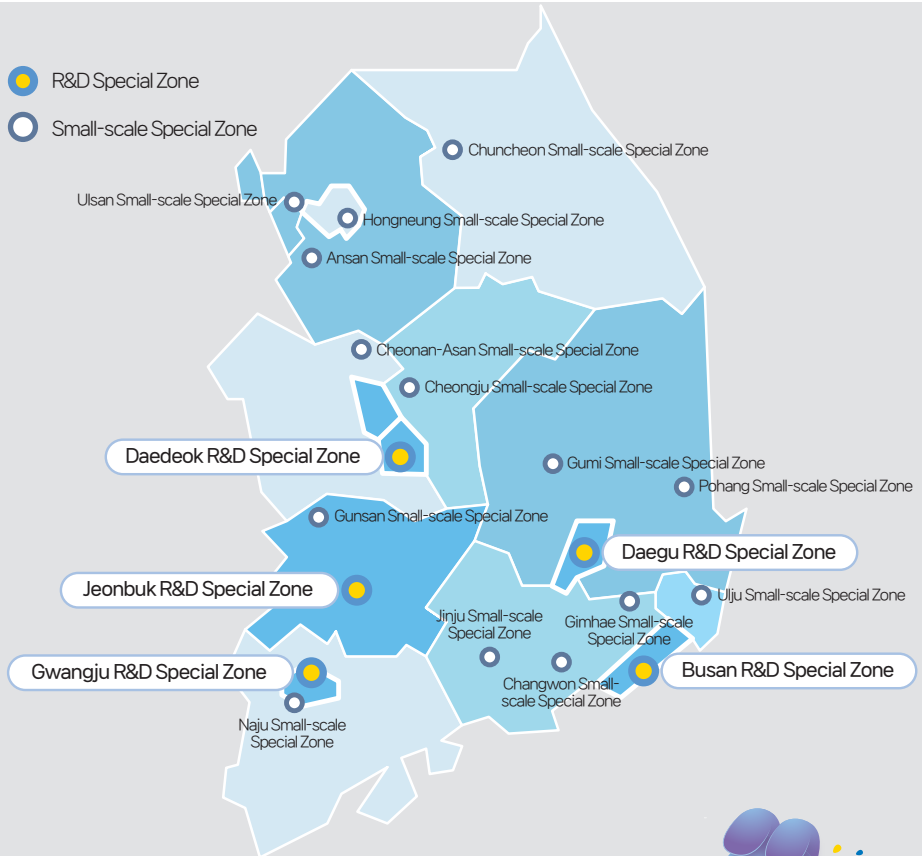 R&D Special Zone
Small-scale Special Zone
Chuncheon Small-scale Special Zone
Ulsan Small-scale Special Zone
Hongneung Small-scale Special Zone
Ansan Small-scale Special Zone
Cheonan-Asan Small-scale Special Zone
Cheongju Small-scale Special Zone
Daedeok R&D Special Zone
Gumi Small-scale Special Zone
Pohang Small-scale Special Zone
Gunsan Small-scale Special Zone
Daegu R&D Special Zone
Jeonbuk R&D Special Zone
Ulju Small-scale Special Zone
Jinju Small-scale
Special Zone
Gimhae Small-scale
Special Zone
Gwangju R&D Special Zone
Busan R&D Special Zone
Changwon Small-
scale Special Zone
Naju Small-scale
Special Zone